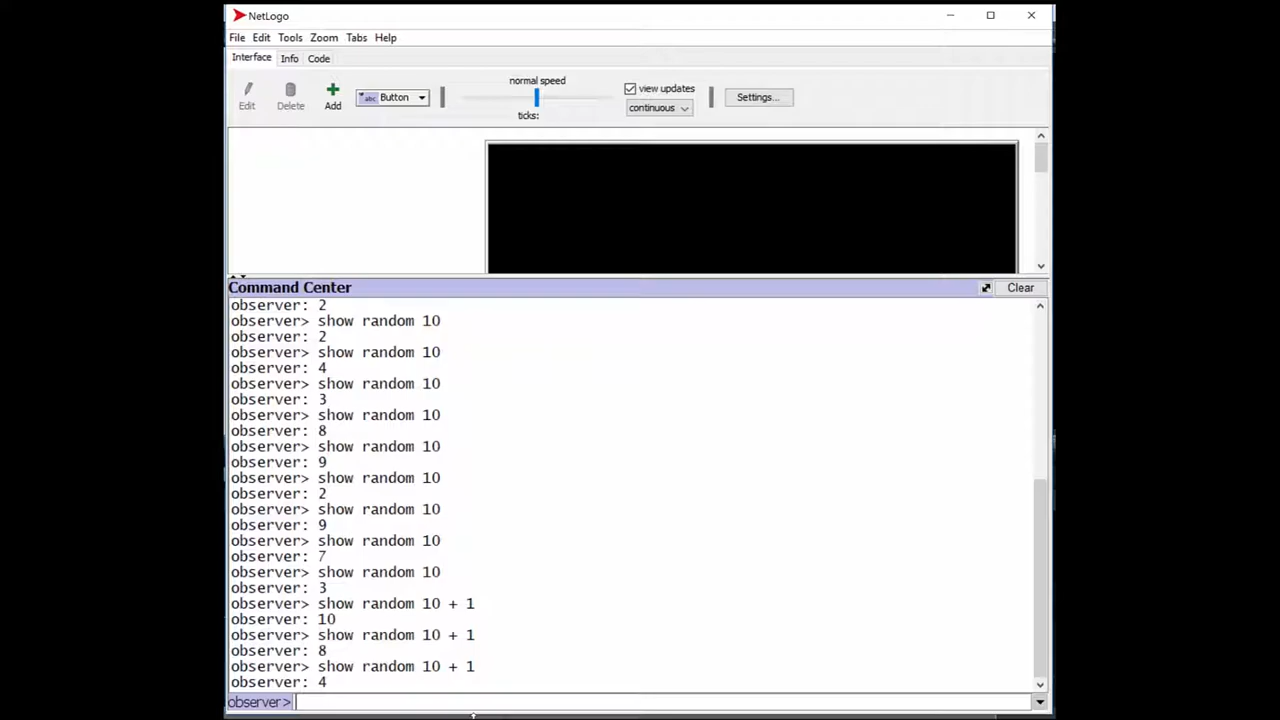 NetLogo
File Edit Tools Zoom Tabs Help
Interface Info Code
normal speed
view updates
Edit Delete Add abc Button continuous Settings...
ticks:
Command Center Clear
observer: 2
observer> show random 10
observer: 2
observer> show random 10
observer: 4
observer> show random 10
observer: 3
observer> show random 10
observer: 8
observer> show random 10
observer: 9
observer> show random 10
observer: 2
observer> show random 10
observer: 9
observer> show random 10
observer: 7
observer> show random 10
observer: 3
observer> show random 10 + 1
observer: 10
observer> show random 10 + 1
observer: 8
observer> show random 10 + 1
observer: 4
observer>